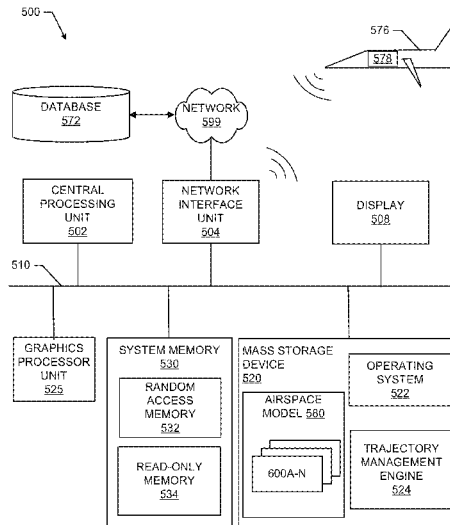 500
576
578
DATABASE
572
NETWORK
599
CENTRAL
PROCESSING
UNIT
502
NETWORK
INTERFACE
UNIT
504
DISPLAY
508
510
GRAPHICS
PROCESSOR
UNIT
525
SYSTEM MEMORY
530
RANDOM
ACCESS
MEMORY
532
READ-ONLY
MEMORY
534
MASS STORAGE
DEVICE
520
AIRSPACE
MODEL 580
600A-N
OPERATING
SYSTEM
522
TRAJECTORY
MANAGEMENT
ENGINE
524